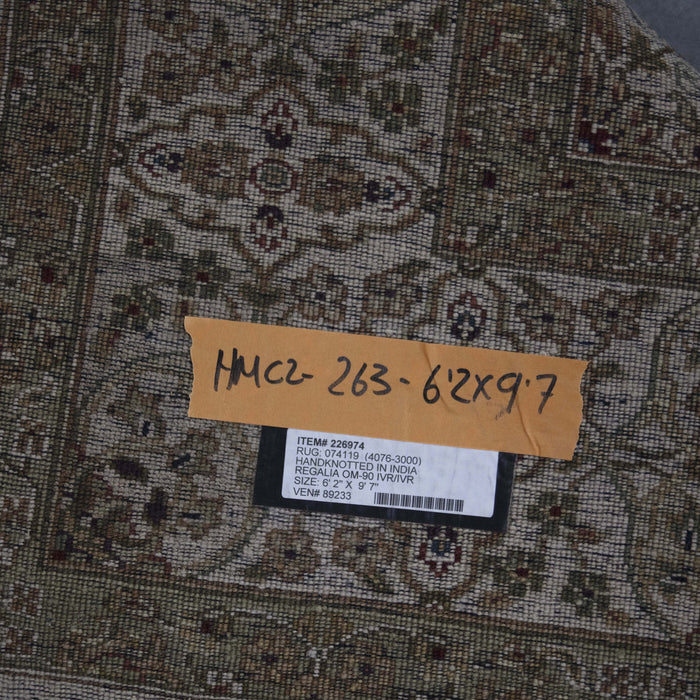 HMC2- 263 - 6'2X9'7
ITEM# 226974
RUG: 074119 (4076-3000)
HANDKNOTTED IN INDIA
REGALIA OM-90 IVR/IVR
SIZE: 6' 2" X 9' 7"
VEN# 89233